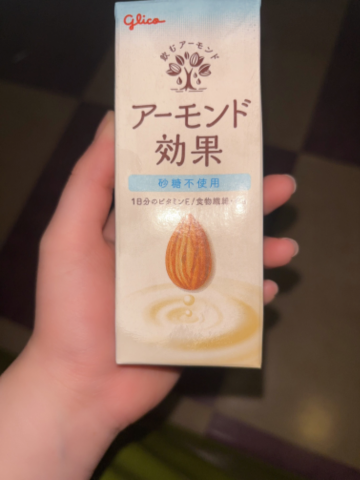 Glico
飲むアーモンド
アーモンド
効果
砂糖不使用
1日分のビタミンE/食物繊維